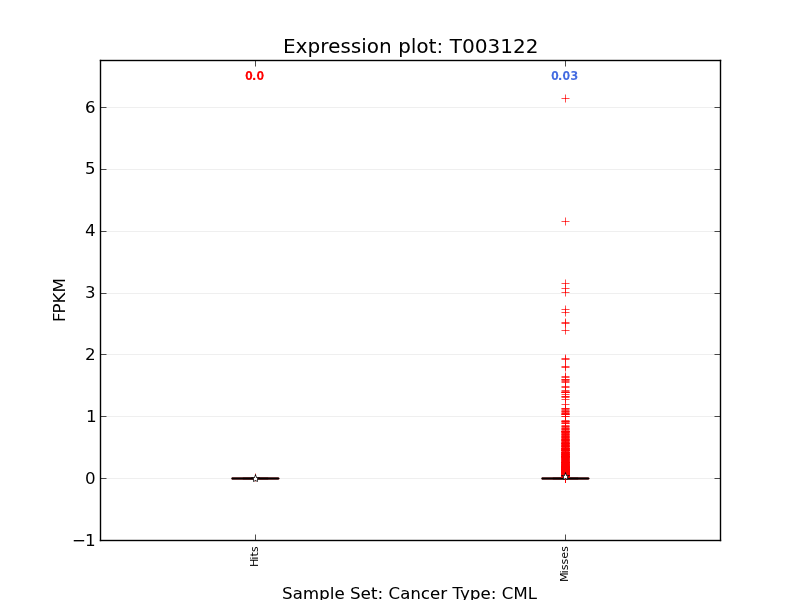 Expression plot: T003122
0.0 0.03
6
5
4
3
2
1
0
−1
FPKM
Hits
Misses
Sample Set: Cancer Type: CML